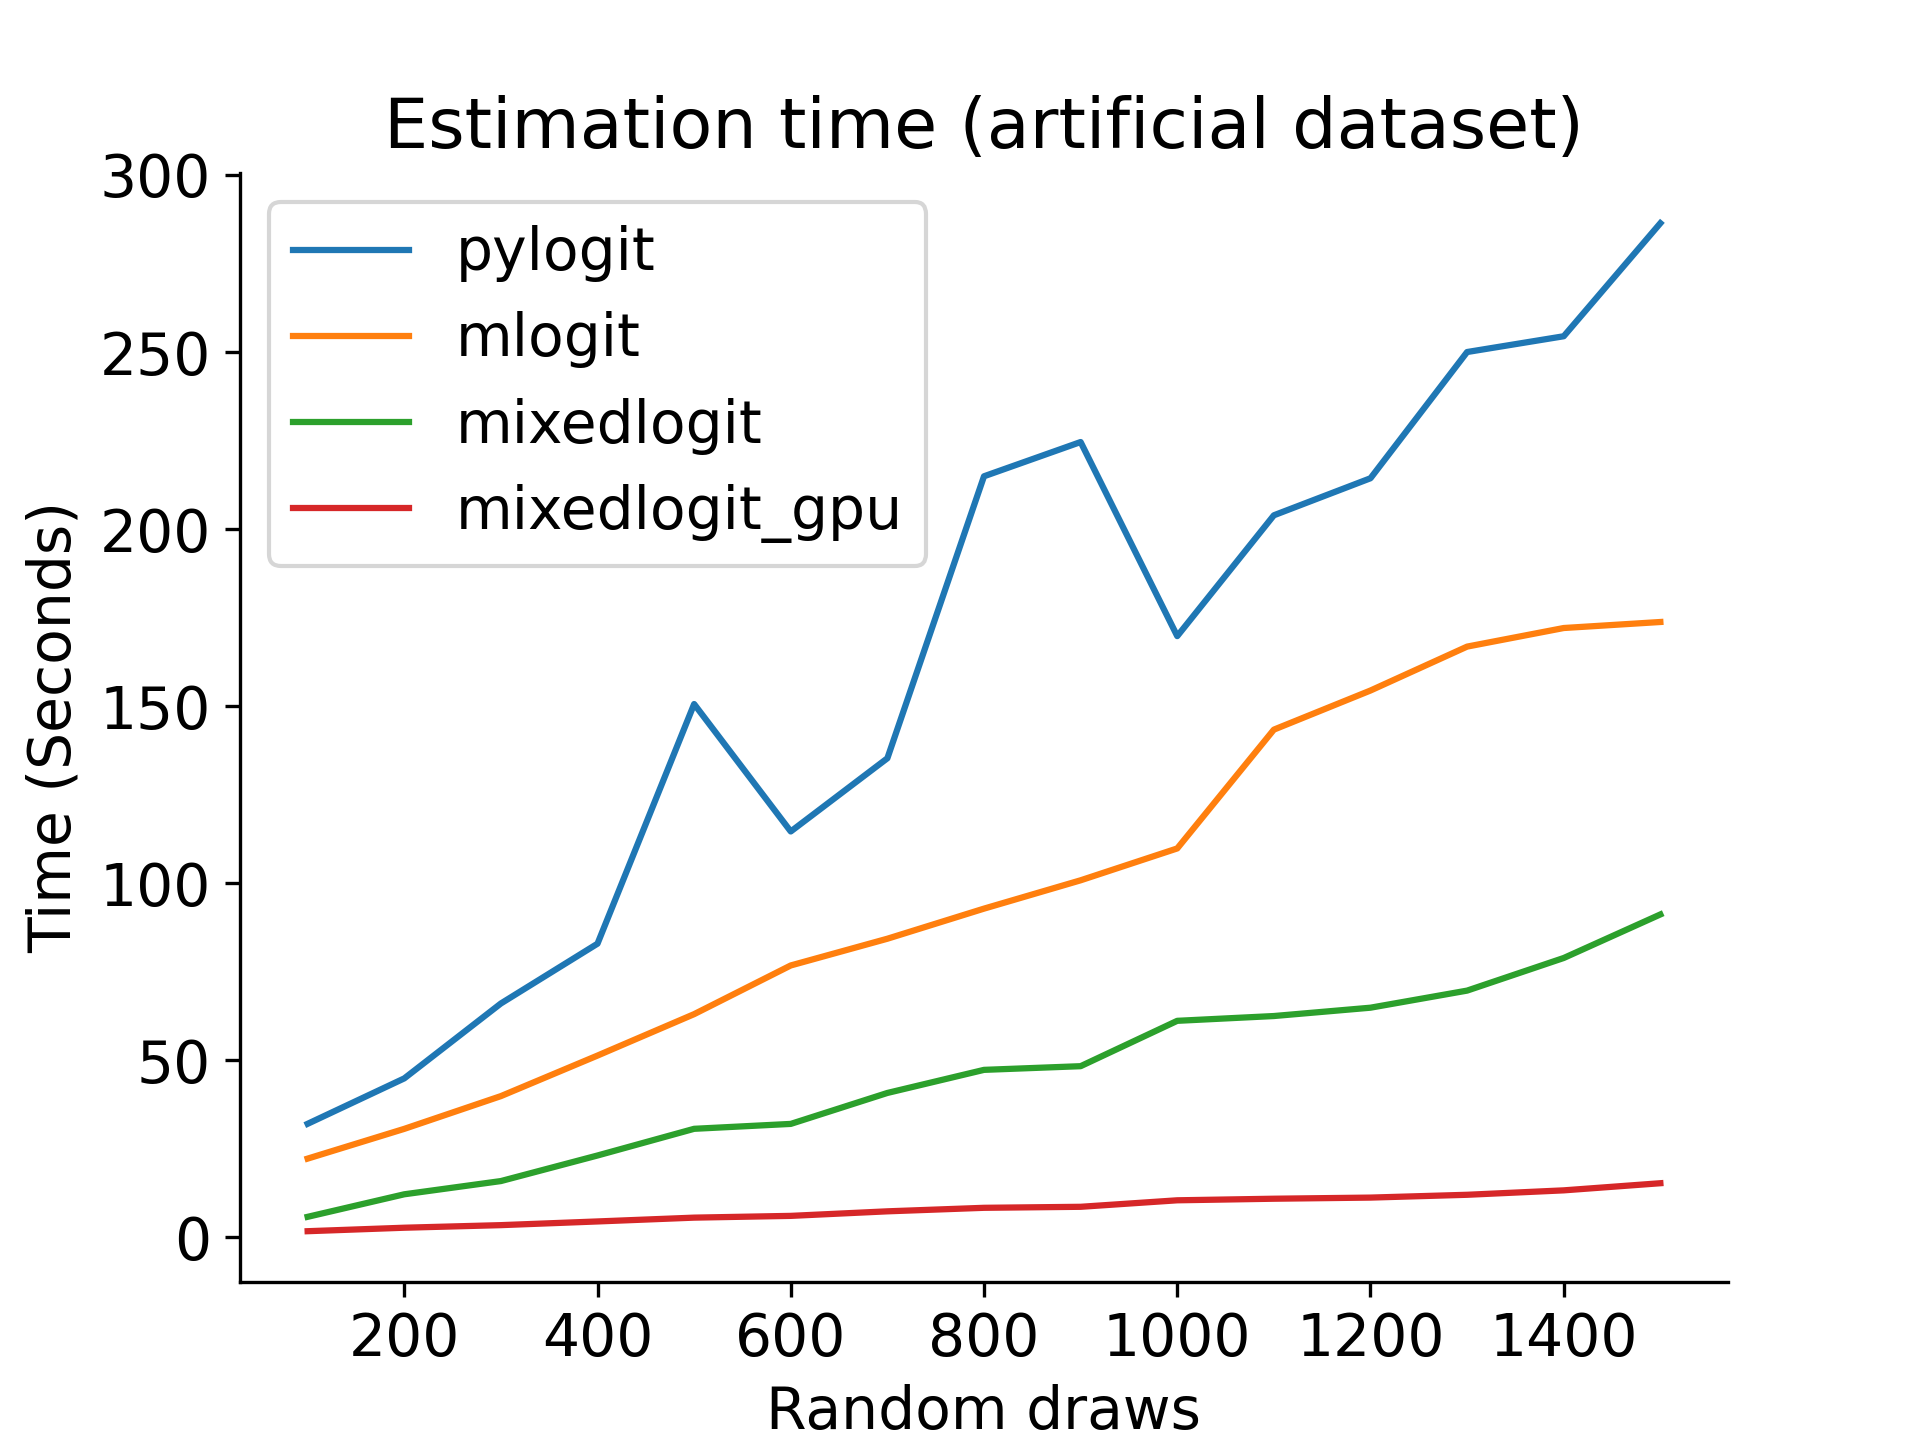 Estimation time (artificial dataset)
300
250
200
150
100
50
0
Time (Seconds)
pylogit
mlogit
mixedlogit
mixedlogit_gpu
200 400 600 800 1000 1200 1400
Random draws